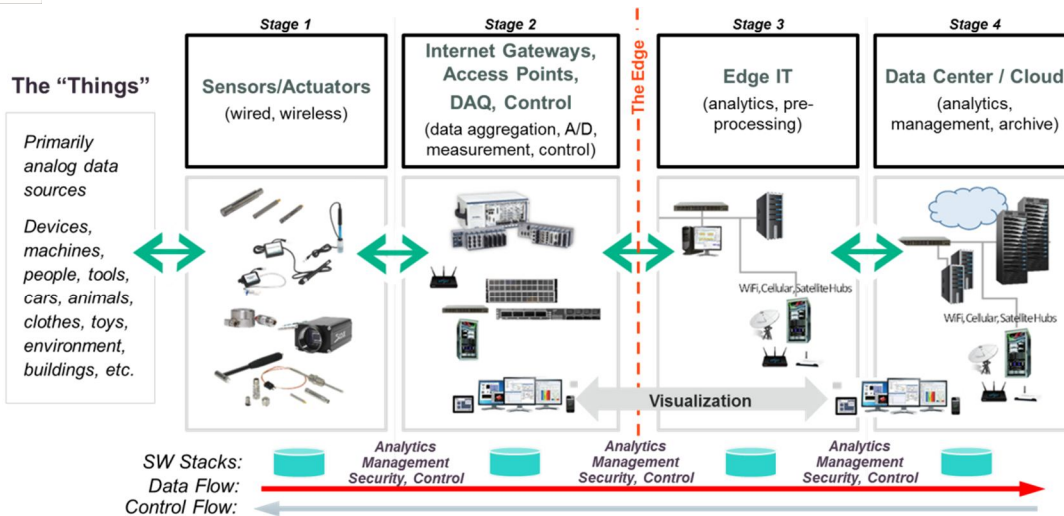 Stage 1
Stage 2
Stage 3
Stage 4
The "Things"
Primarily
analog data
sources
Devices,
machines,
people, tools,
cars, animals,
clothes, toys,
environment,
buildings, etc.
Sensors/Actuators
(wired, wireless)
Internet Gateways,
Access Points,
DAQ, Control
(data aggregation, A/D,
measurement, control)
The Edge
Edge IT
(analytics, pre-
processing)
Data Center / Cloud
(analytics,
management, archive)
WiFi, Cellular, Satellite Hubs
WiFi, Cellular, Satellite Hubs
Visualization
SW Stacks:
Analytics
Management
Security, Control
Analytics
Management
Security, Control
Analytics
Management
Security, Control
Data Flow:
Control Flow: